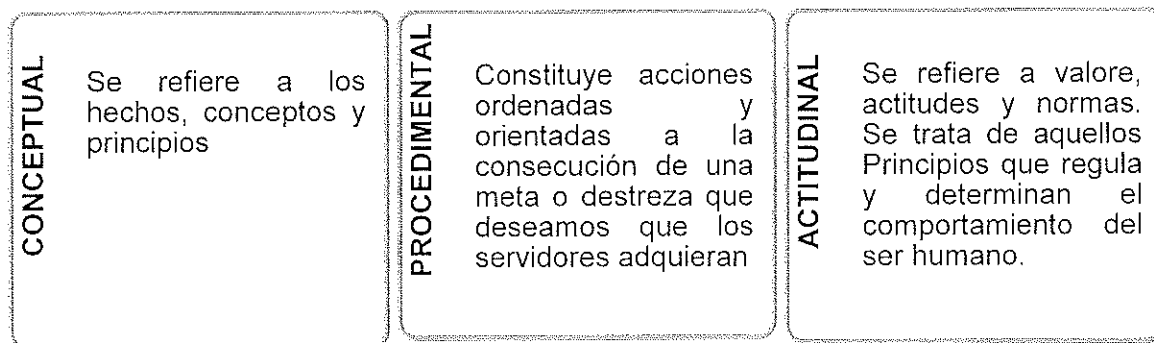 CONCEPTUAL
Se refiere a los
hechos, conceptos y
principios
PROCEDIMENTAL
Constituye acciones
ordenadas y
orientadas a la
consecución de una
meta o destreza que
deseamos que los
servidores adquieran
ACTITUDINAL
Se refiere a valore,
actitudes y normas.
Se trata de aquellos
Principios que regula
y determinan el
comportamiento del
ser humano.